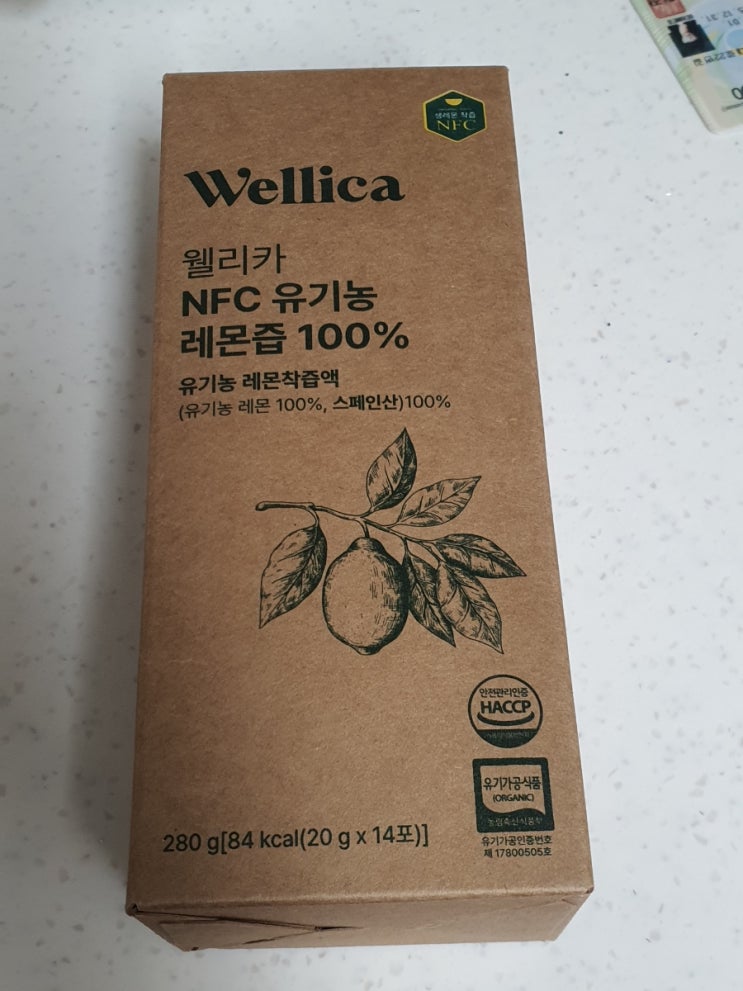 생레몬 착즙
NFC
Wellica
웰리카
NFC 유기농
레몬즙 100%
유기농 레몬착즙액
(유기농 레몬 100%, 스페인산)100%
안전관리인증
HACCP
유기가공식품
(ORGANIC)
농림축산식품부
280 g[84 kcal(20 g x 14포)]
유기가공인증번호
제 17800505호